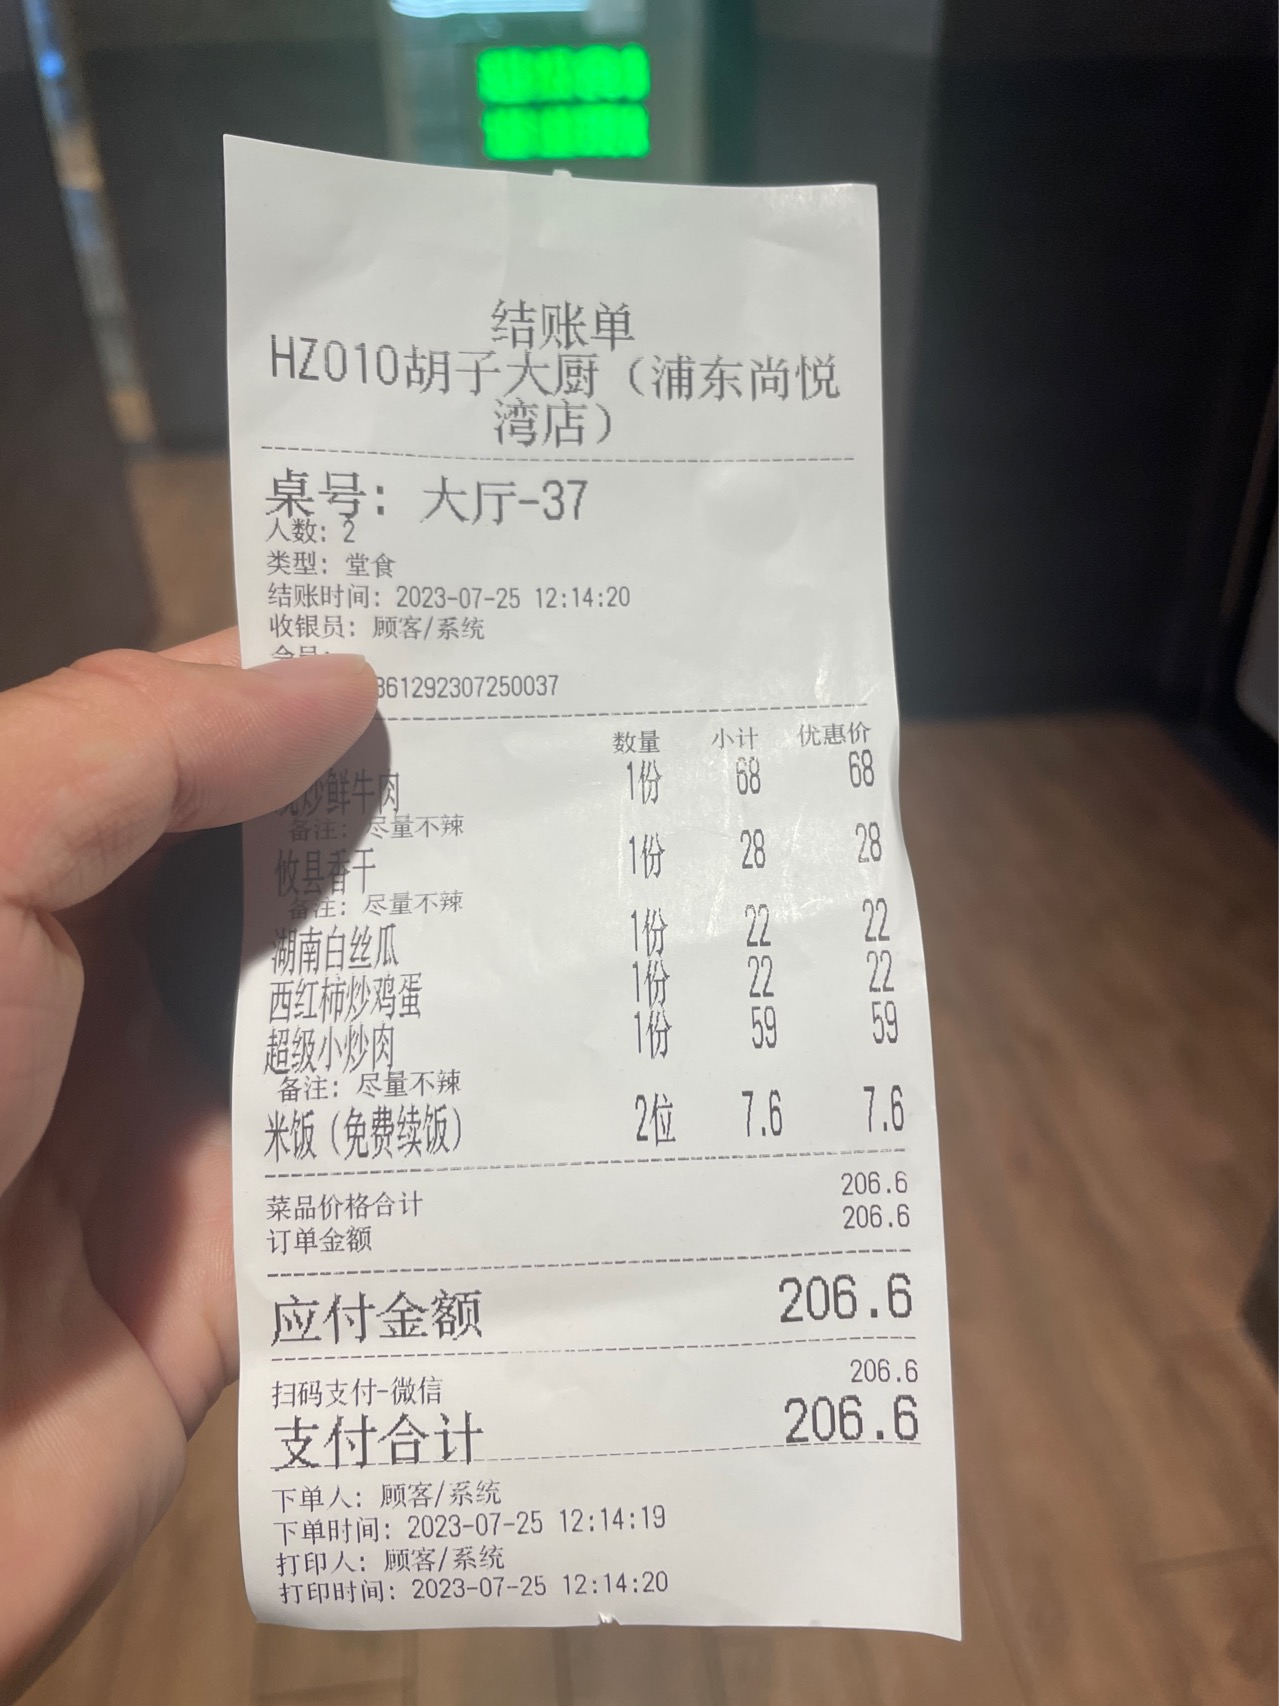 结账单
HZ010胡子大厨（浦东尚悦
湾店）
桌号：大厅-37
人数：2
类型：堂食
结账时间：2023-07-25 12:14:20
收银员：顾客/系统
361292307250037
数量 小计 优惠价
炒鲜牛肉 1份 68 68
备注：尽量不辣
攸县香干 1份 28 28
备注：尽量不辣
湖南白丝瓜 1份 22 22
西红柿炒鸡蛋 1份 22 22
超级小炒肉 1份 59 59
备注：尽量不辣
米饭（免费续饭） 2位 7.6 7.6
菜品价格合计 206.6
订单金额 206.6
应付金额 206.6
扫码支付-微信 206.6
支付合计 206.6
下单人：顾客/系统
下单时间：2023-07-25 12:14:19
打印人：顾客/系统
打印时间：2023-07-25 12:14:20